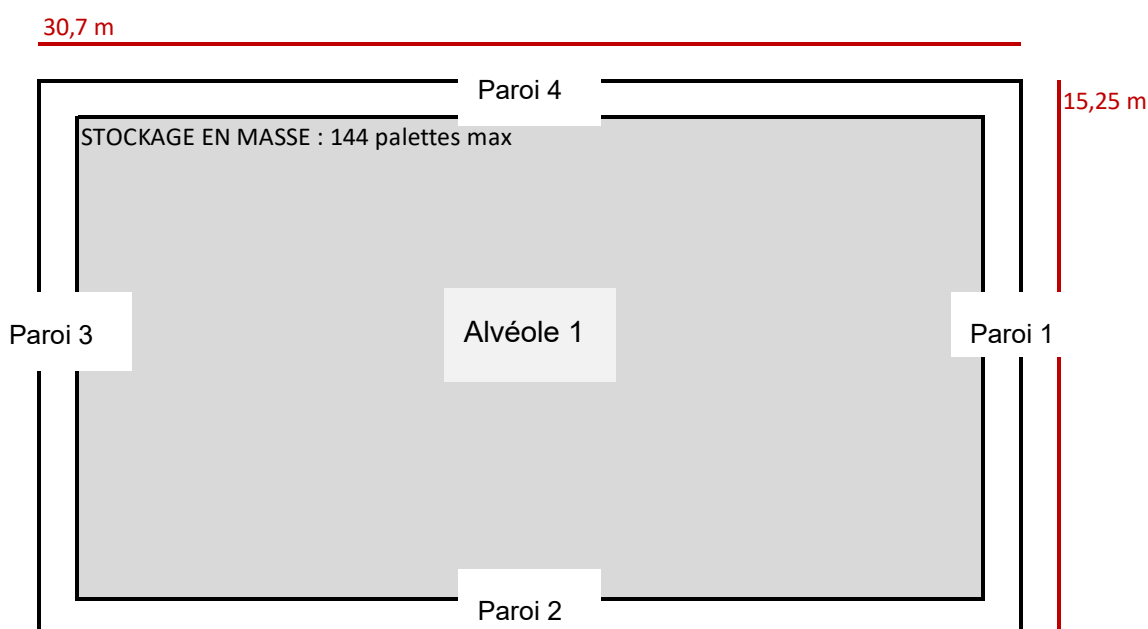 30,7 m
Paroi 4
15,25 m
STOCKAGE EN MASSE : 144 palettes max
Alvéole 1
Paroi 3
Paroi 1
Paroi 2